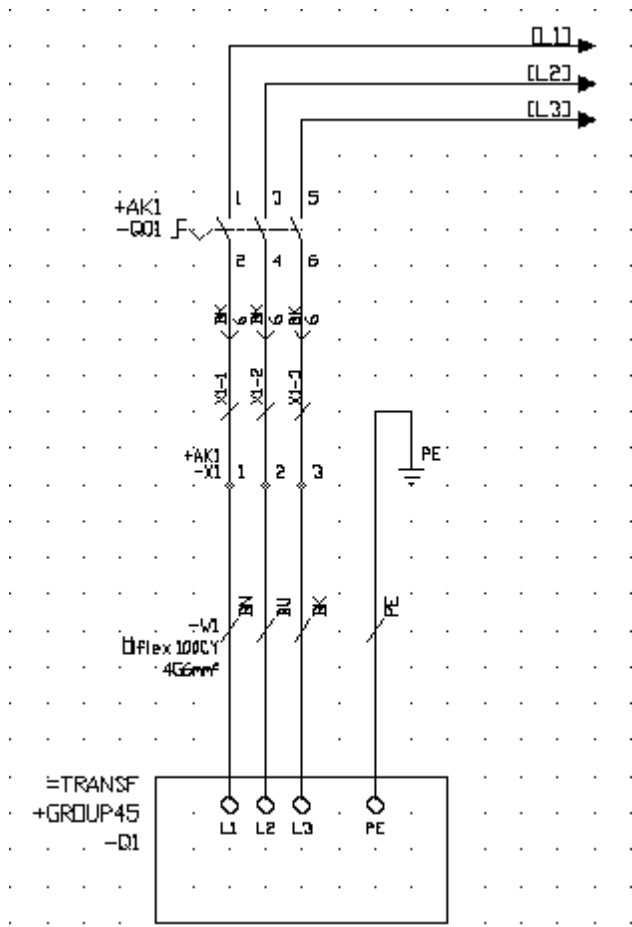 [L1]
[L2]
[L3]
1 3 5
+AK1
-Q01
2 4 6
BK 6 BK 6 BK 6
X1-1 X1-2 X1-3
PE
+AK1
-X1 1 2 3
BN BU BK PE
-W1
Ölflex 100CY
4G6mm²
=TRANSF
+GROUP45
-Q1
L1 L2 L3 PE